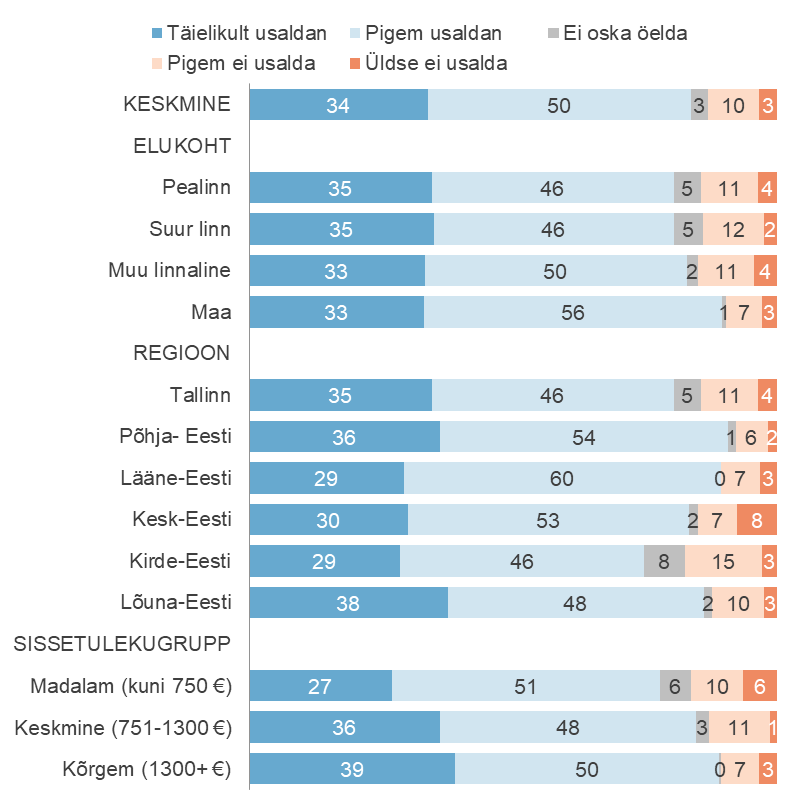 Täielikult usaldan Pigem usaldan Ei oska öelda
Pigem ei usalda Üldse ei usalda
KESKMINE 34 50 3 10 3
ELUKOHT
Pealinn 35 46 5 11 4
Suur linn 35 46 5 12 2
Muu linnaline 33 50 2 11 4
Maa 33 56 1 7 3
REGIOON
Tallinn 35 46 5 11 4
Põhja- Eesti 36 54 1 6 2
Lääne-Eesti 29 60 0 7 3
Kesk-Eesti 30 53 2 7 8
Kirde-Eesti 29 46 8 15 3
Lõuna-Eesti 38 48 2 10 3
SISSETULEKUGRUPP
Madalam (kuni 750 €) 27 51 6 10 6
Keskmine (751-1300 €) 36 48 3 11 1
Kõrgem (1300+ €) 39 50 0 7 3